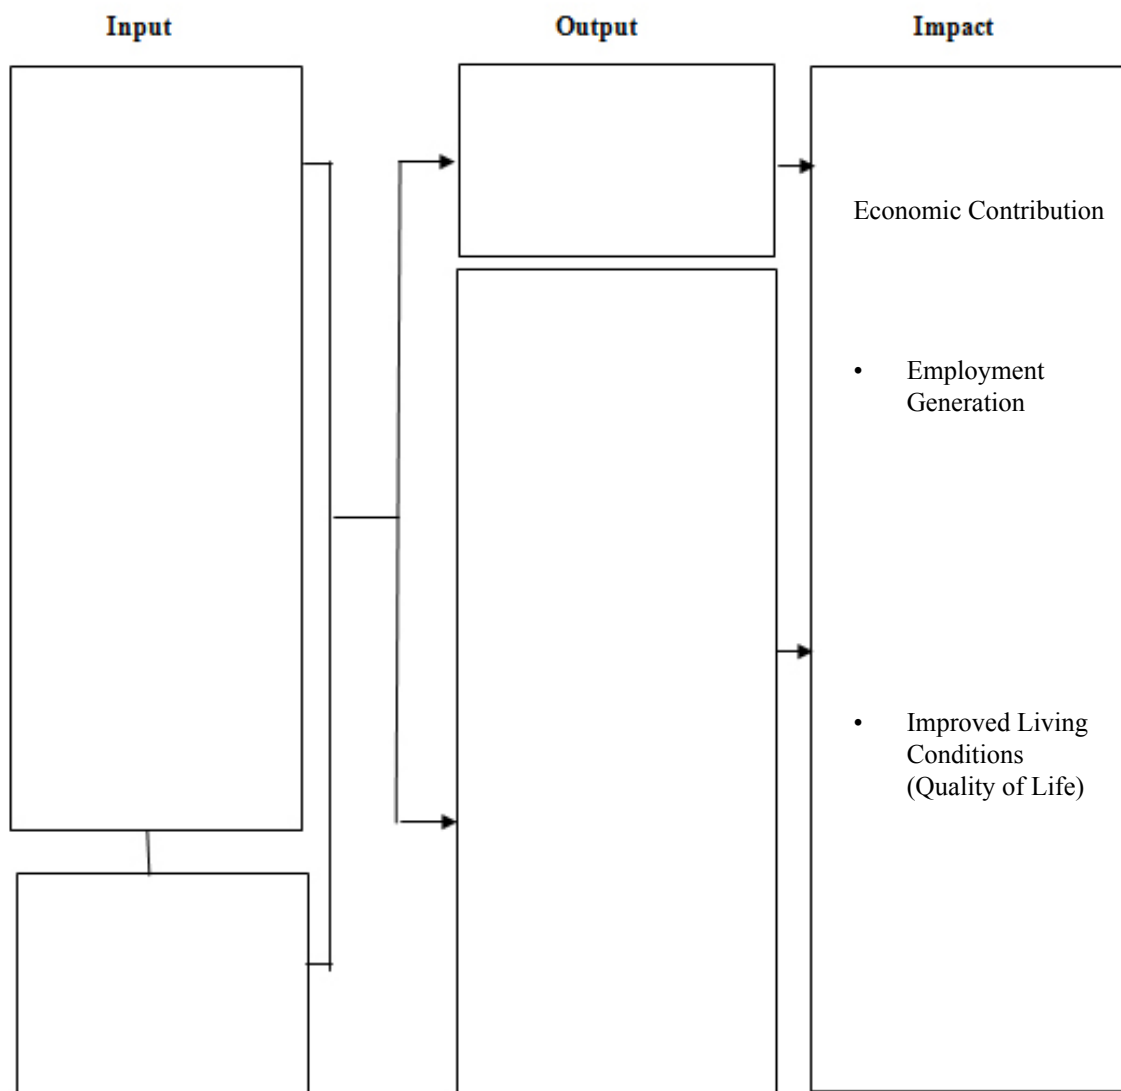 Input
Output
Impact
Economic Contribution
• Employment
Generation
• Improved Living
Conditions
(Quality of Life)